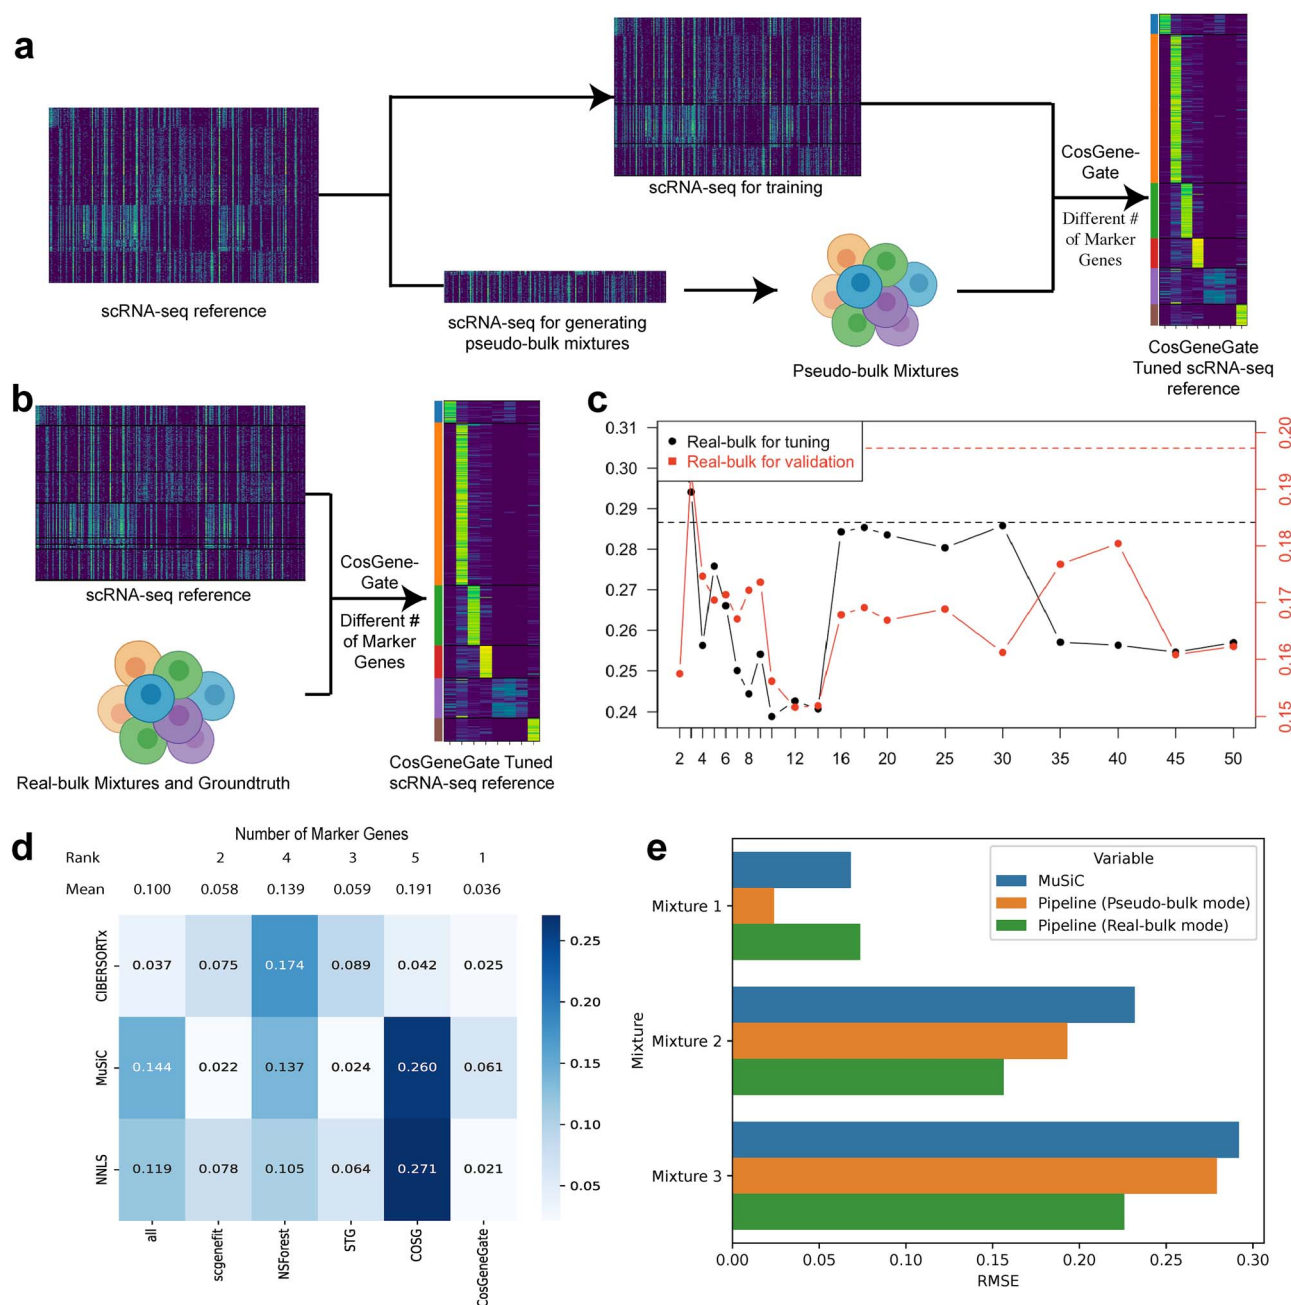 a
scRNA-seq reference
scRNA-seq for training
scRNA-seq for generating
pseudo-bulk mixtures
Pseudo-bulk Mixtures
CosGene-
Gate
Different #
of Marker
Genes
CosGeneGate
Tuned scRNA-seq
reference
b
scRNA-seq reference
Real-bulk Mixtures and Groundtruth
CosGene-
Gate
Different #
of Marker
Genes
CosGeneGate Tuned
scRNA-seq reference
c
Real-bulk for tuning
Real-bulk for validation
0.31
0.30
0.29
0.28
0.27
0.26
0.25
0.24
0.20
0.19
0.18
0.17
0.16
0.15
2 4 6 8 12 16 20 25 30 35 40 45 50
d
Number of Marker Genes
Rank 2 4 3 5 1
Mean 0.100 0.058 0.139 0.059 0.191 0.036
CIBERSORTx 0.037 0.075 0.174 0.089 0.042 0.025
MuSiC 0.144 0.022 0.137 0.024 0.260 0.061
NNLS 0.119 0.078 0.105 0.064 0.271 0.021
all scgenefit NSForest STG COSG CosGeneGate
0.25
0.20
0.15
0.10
0.05
e
Variable
MuSiC
Pipeline (Pseudo-bulk mode)
Pipeline (Real-bulk mode)
Mixture
Mixture 1
Mixture 2
Mixture 3
0.00 0.05 0.10 0.15 0.20 0.25 0.30
RMSE